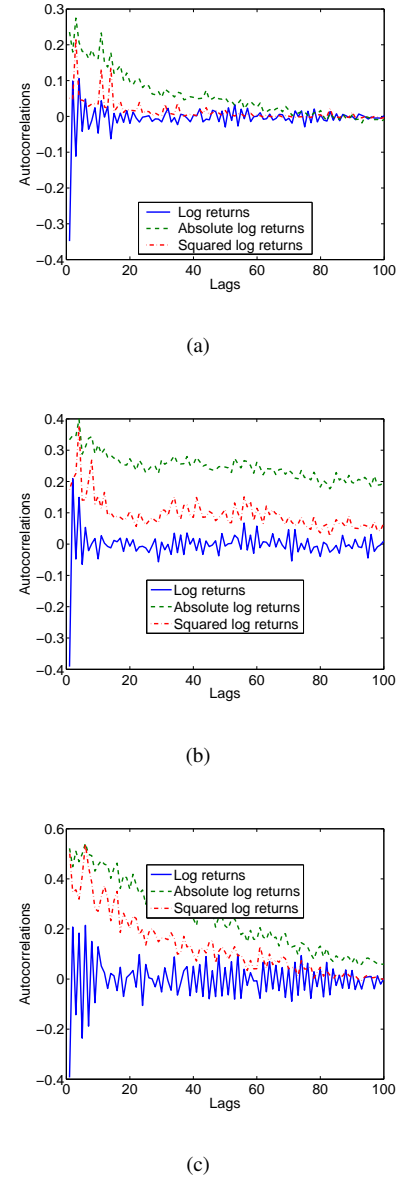 0.3
0.2
0.1
0
−0.1
−0.2
−0.3
−0.4
Autocorrelations
Log returns
Absolute log returns
Squared log returns
0 20 40 60 80 100
Lags
(a)
0.4
0.3
0.2
0.1
0
−0.1
−0.2
−0.3
−0.4
Autocorrelations
Log returns
Absolute log returns
Squared log returns
0 20 40 60 80 100
Lags
(b)
0.6
0.4
0.2
0
−0.2
−0.4
Autocorrelations
Log returns
Absolute log returns
Squared log returns
0 20 40 60 80 100
Lags
(c)